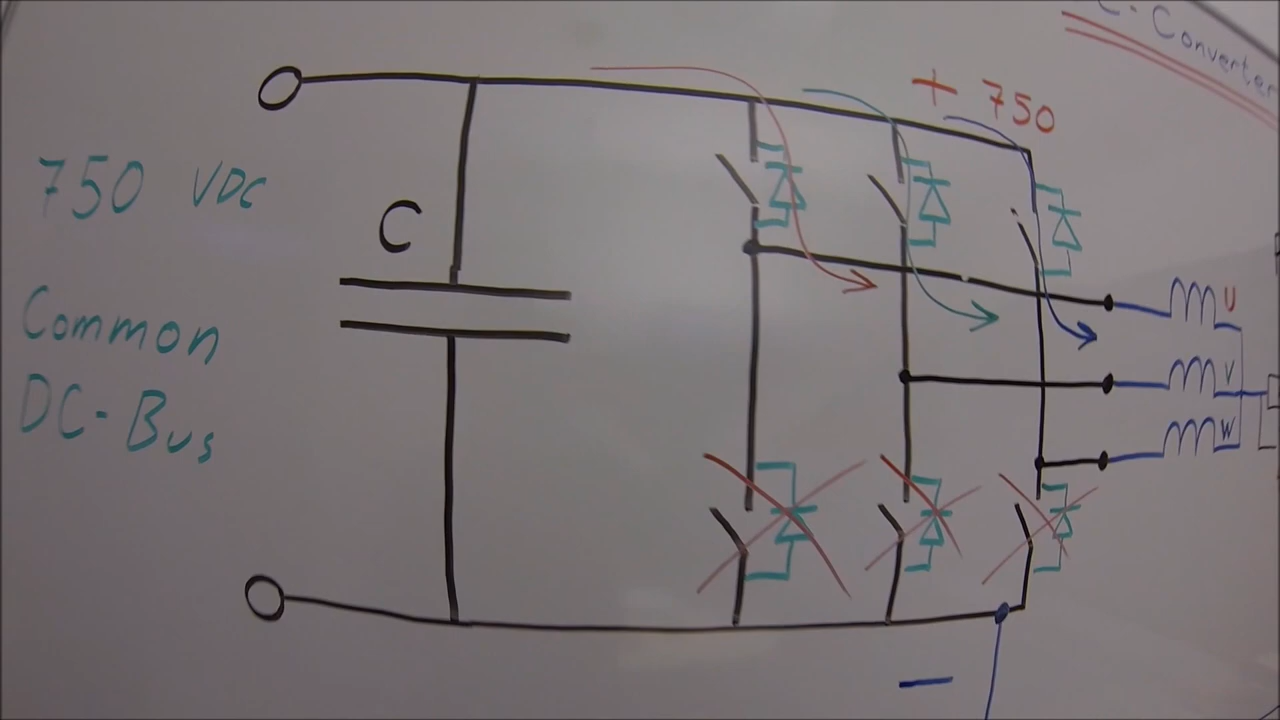 C-Converter
+ 750
750 VDC
C
Common
DC-Bus
U
V
W
-